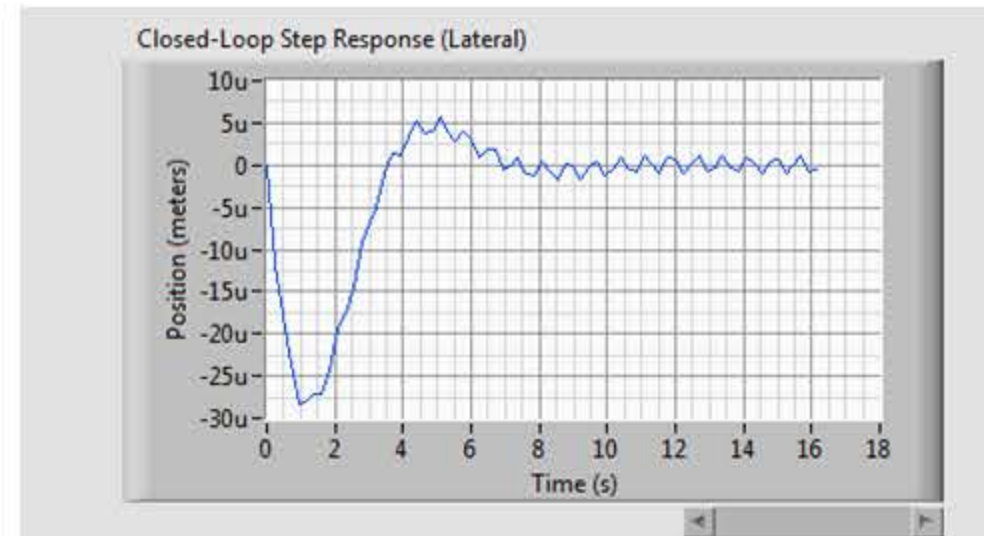 Closed-Loop Step Response (Lateral)
10u
5u
0
-5u
-10u
-15u
-20u
-25u
-30u
Position (meters)
0 2 4 6 8 10 12 14 16 18
Time (s)